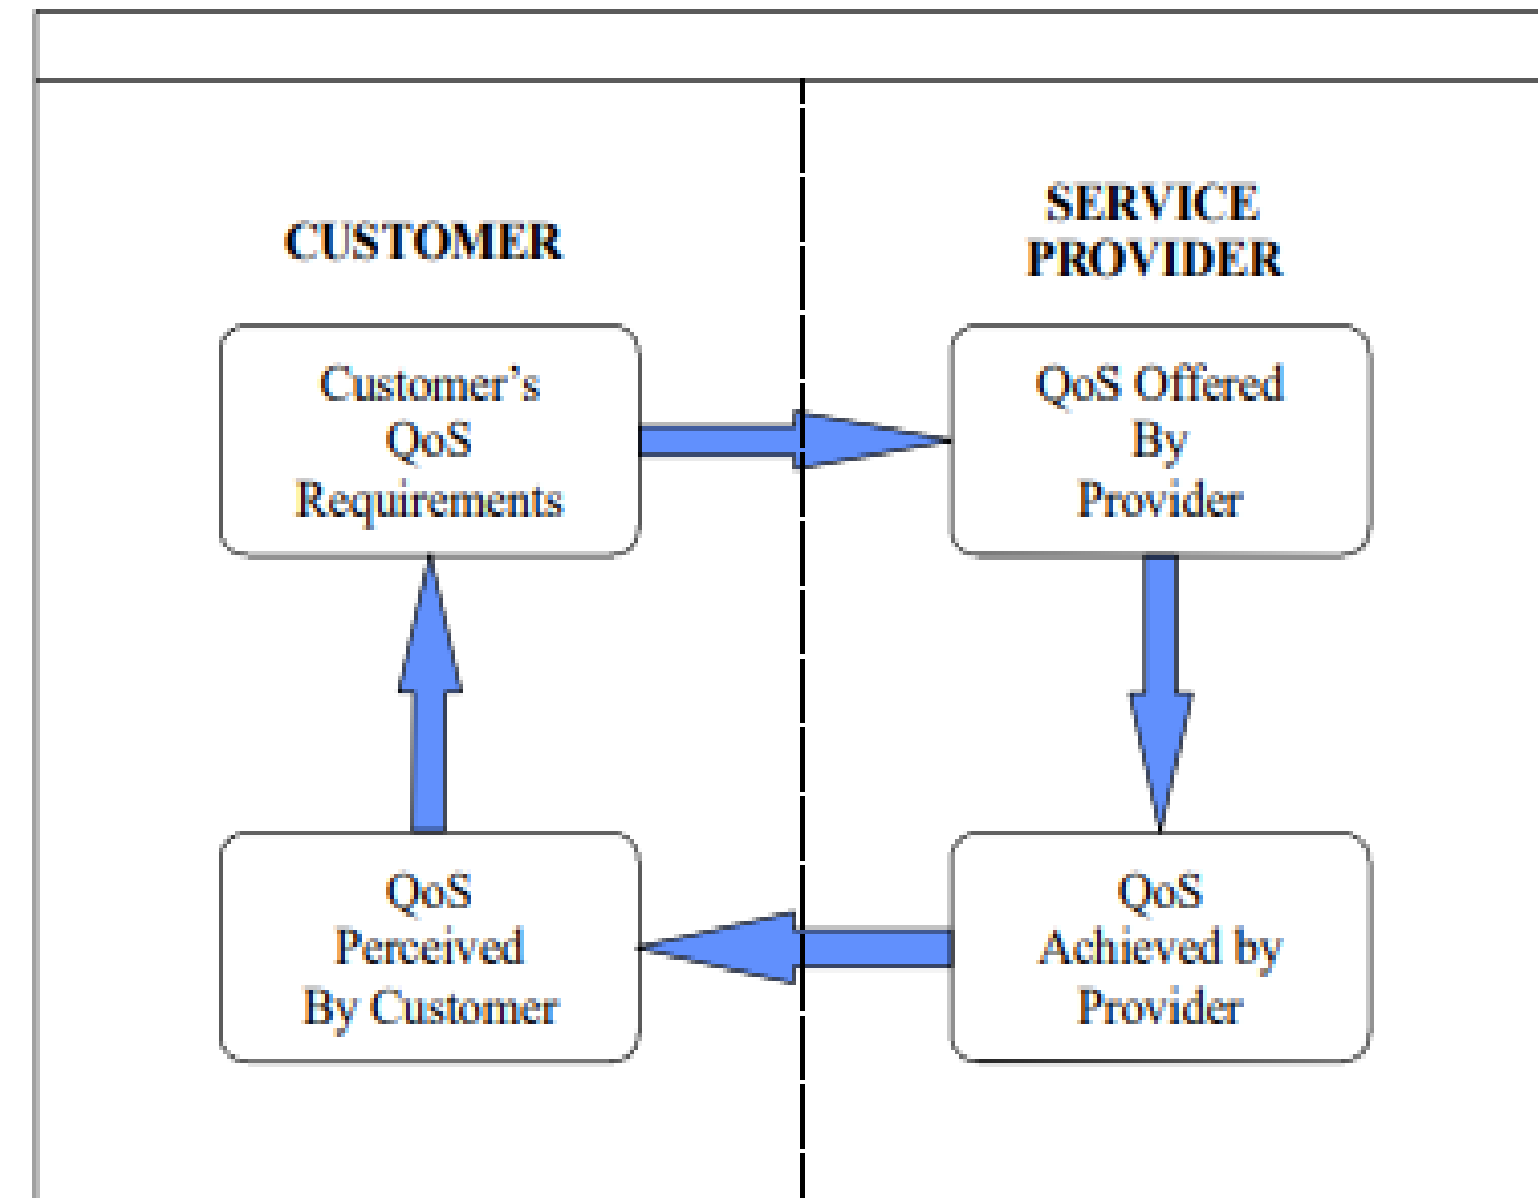 CUSTOMER
SERVICE
PROVIDER
Customer’s
QoS
Requirements
QoS Offered
By
Provider
QoS
Perceived
By Customer
QoS
Achieved by
Provider